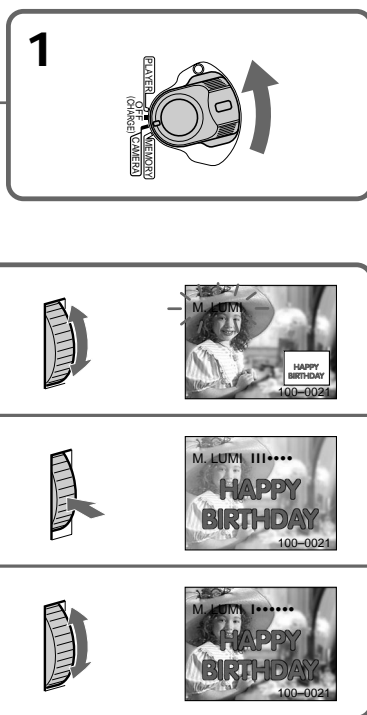 1
PLAYER
OFF
(CHARGE)
MEMORY
CAMERA
M. LUMI
HAPPY
BIRTHDAY
100–0021
M. LUMI III••••
HAPPY
BIRTHDAY
100–0021
M. LUMI I••••••
HAPPY
BIRTHDAY
100–0021